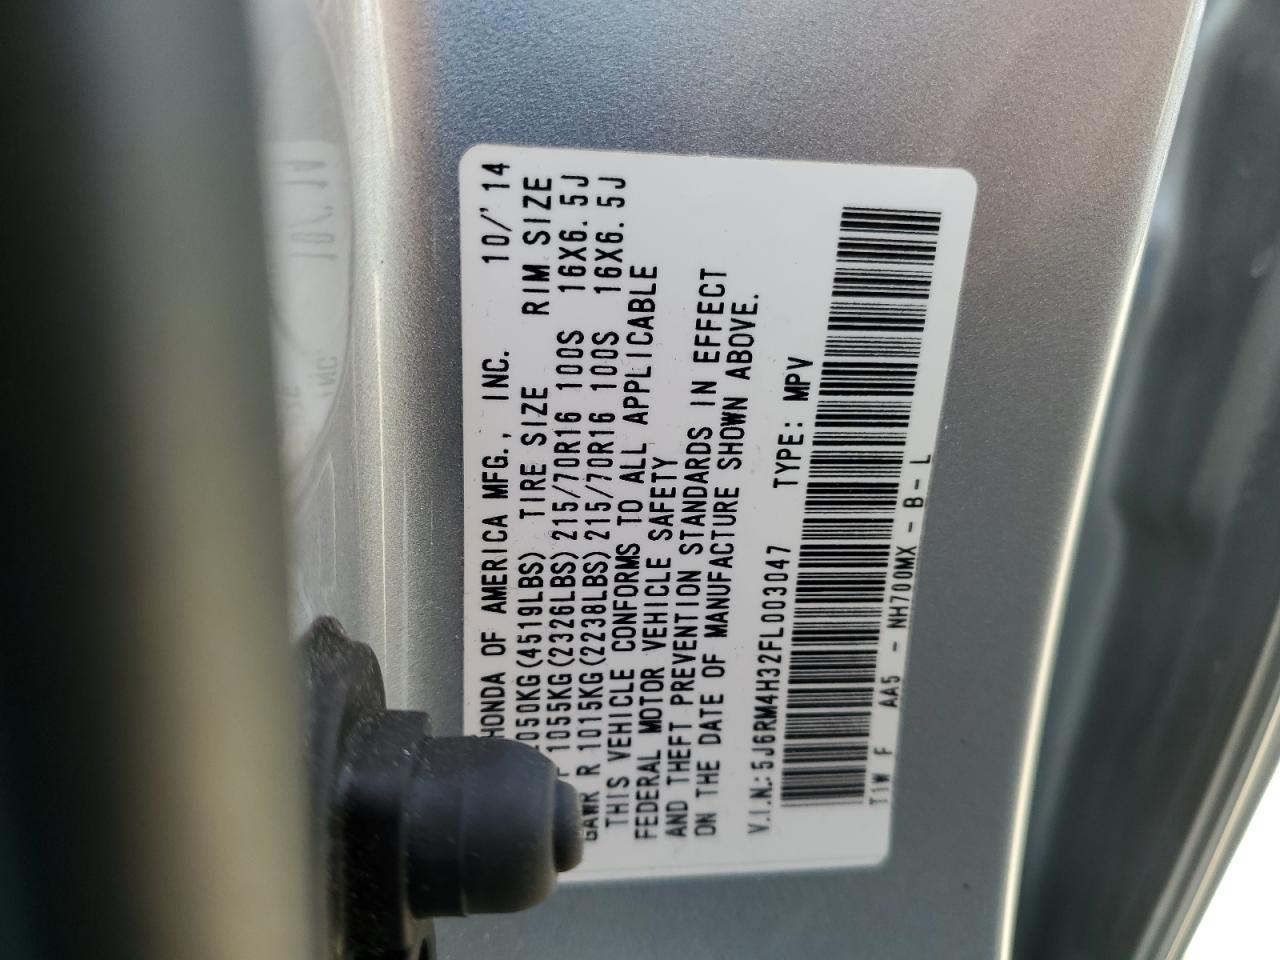 HONDA OF AMERICA MFG., INC. 10/'14
050KG(4519LBS) TIRE SIZE RIM SIZE
1055KG(2326LBS) 215/70R16 100S 16X6.5J
GAWR R 1015KG(2238LBS) 215/70R16 100S 16X6.5J
THIS VEHICLE CONFORMS TO ALL APPLICABLE
FEDERAL MOTOR VEHICLE SAFETY
AND THEFT PREVENTION STANDARDS IN EFFECT
ON THE DATE OF MANUFACTURE SHOWN ABOVE.
V.I.N.: 5J6RM4H32FL003047 TYPE: MPV
T1W F AA5 - NH700MX - B - L